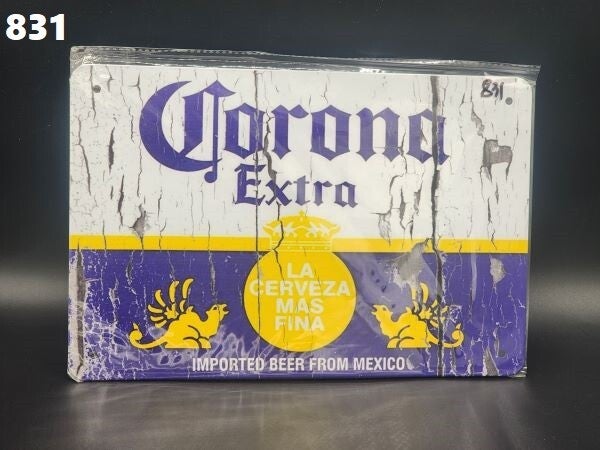 831
831
Corona
Extra
LA
CERVEZA
MAS
FINA
IMPORTED BEER FROM MEXICO